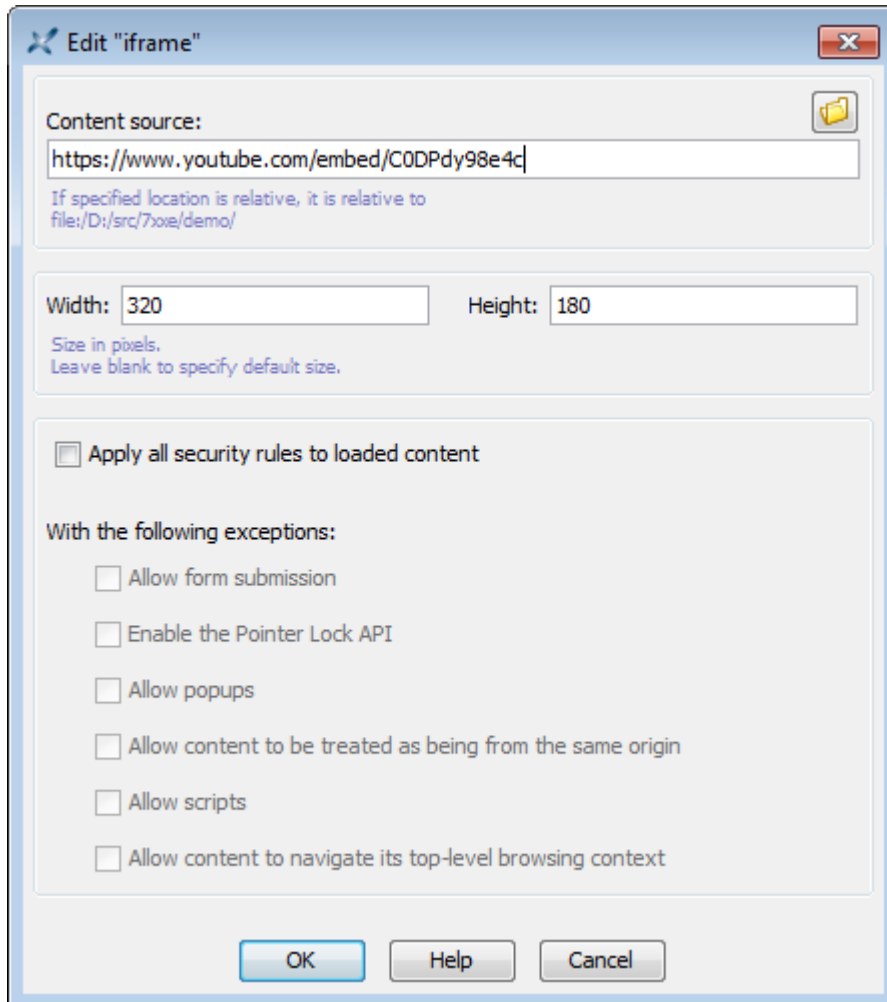 Edit "iframe"
Content source:
https://www.youtube.com/embed/C0DPdy98e4c
If specified location is relative, it is relative to
file:/D:/src/7xxe/demo/
Width: 320 Height: 180
Size in pixels.
Leave blank to specify default size.
Apply all security rules to loaded content
With the following exceptions:
Allow form submission
Enable the Pointer Lock API
Allow popups
Allow content to be treated as being from the same origin
Allow scripts
Allow content to navigate its top-level browsing context
OK Help Cancel